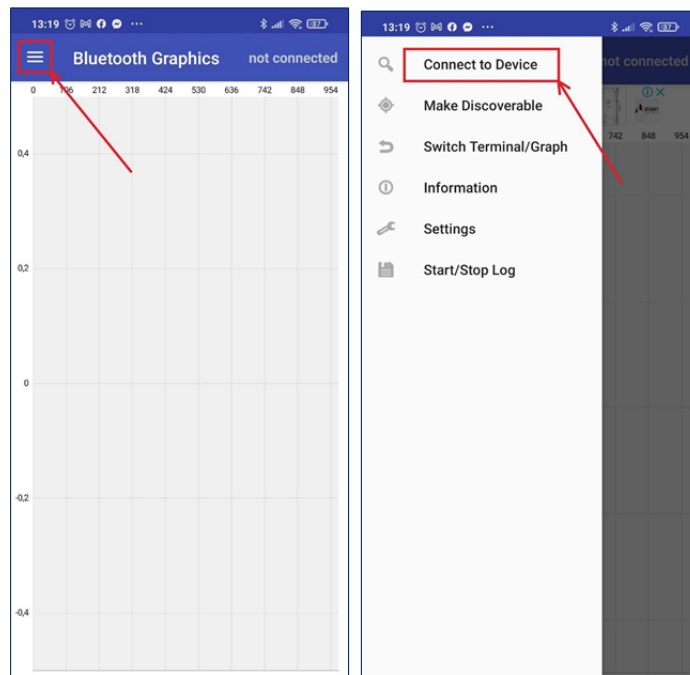 13:19
37
Bluetooth Graphics not connected
0 212 318 424 530 636 742 848 954
0,4
0,2
0
-0,2
-0,4
13:19
37
Connect to Device
not connected
Make Discoverable
742 848 954
Switch Terminal/Graph
Information
Settings
Start/Stop Log